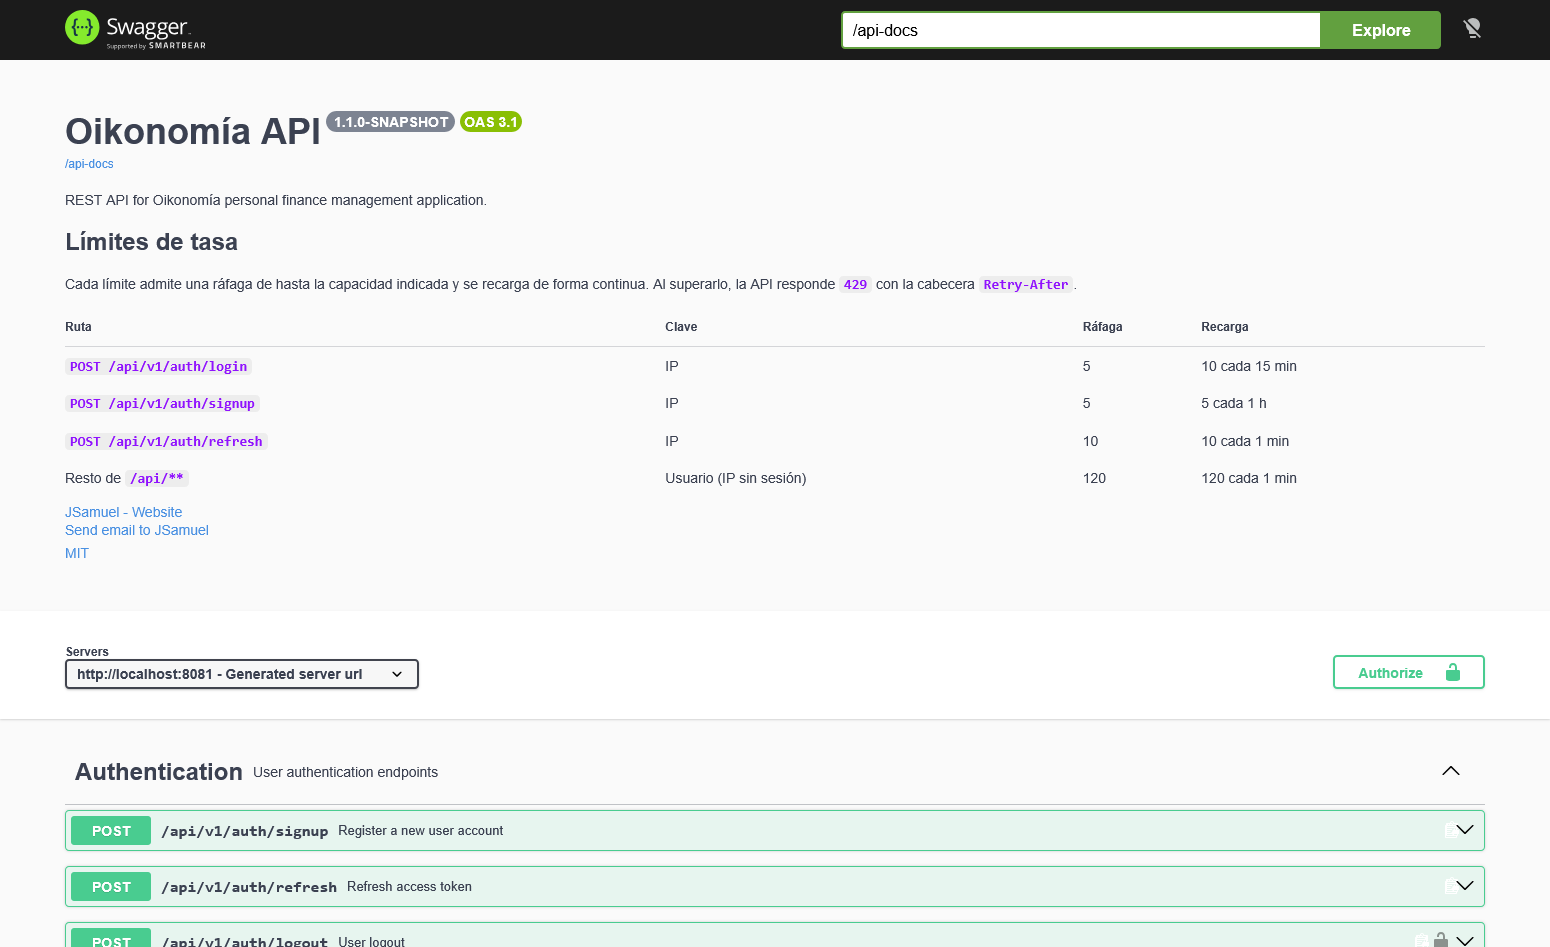 Swagger
Supported by SMARTBEAR
/api-docs
Explore
Oikonomía API 1.1.0-SNAPSHOT OAS 3.1
/api-docs
REST API for Oikonomía personal finance management application.
Límites de tasa
Cada límite admite una ráfaga de hasta la capacidad indicada y se recarga de forma continua. Al superarlo, la API responde 429 con la cabecera Retry-After.
Ruta Clave Ráfaga Recarga
POST /api/v1/auth/login IP 5 10 cada 15 min
POST /api/v1/auth/signup IP 5 5 cada 1 h
POST /api/v1/auth/refresh IP 10 10 cada 1 min
Resto de /api/** Usuario (IP sin sesión) 120 120 cada 1 min
JSamuel - Website
Send email to JSamuel
MIT
Servers
http://localhost:8081 - Generated server url
Authorize
Authentication User authentication endpoints
POST /api/v1/auth/signup Register a new user account
POST /api/v1/auth/refresh Refresh access token
POST /api/v1/auth/logout User logout